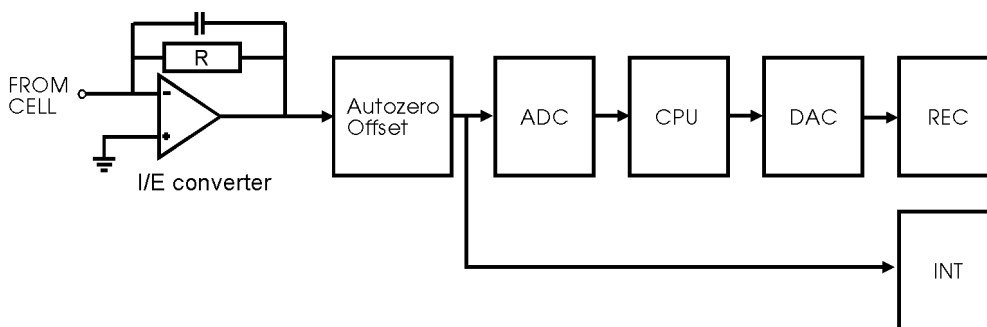 R
FROM
CELL
-
+
I/E converter
Autozero
Offset
ADC
CPU
DAC
REC
INT